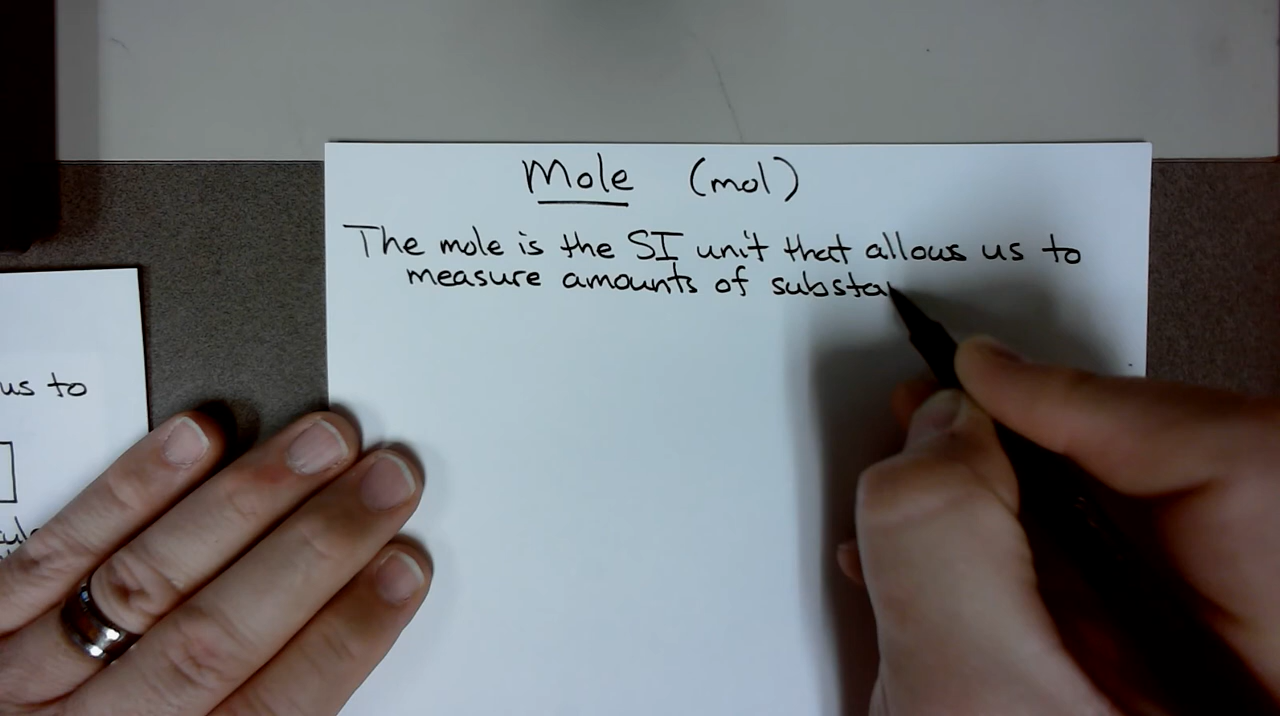 Mole (mol)
The mole is the SI unit that allows us to
measure amounts of substa
us to